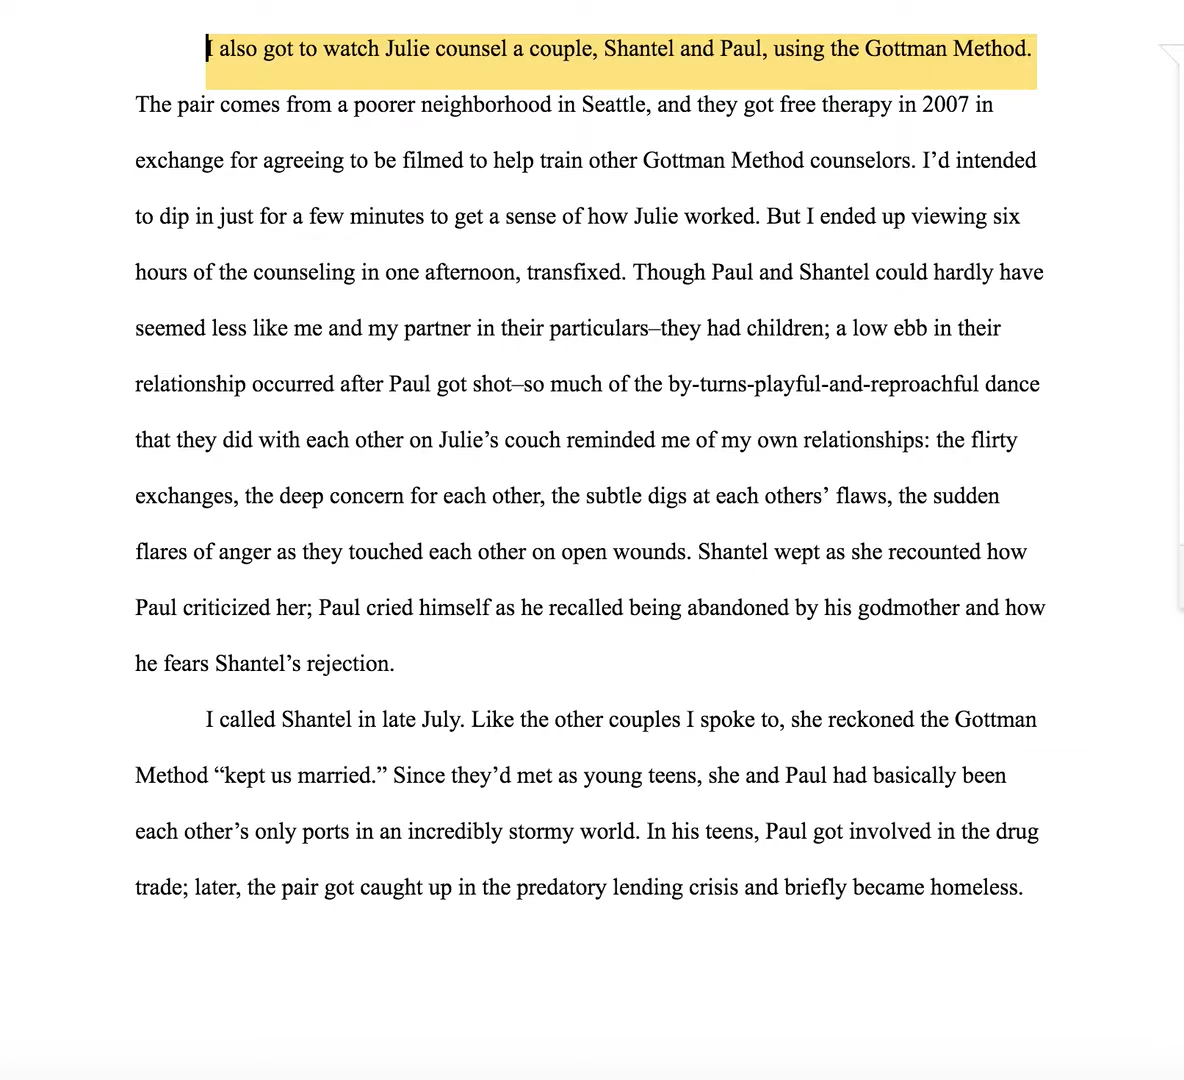 I also got to watch Julie counsel a couple, Shantel and Paul, using the Gottman Method.
The pair comes from a poorer neighborhood in Seattle, and they got free therapy in 2007 in
exchange for agreeing to be filmed to help train other Gottman Method counselors. I’d intended
to dip in just for a few minutes to get a sense of how Julie worked. But I ended up viewing six
hours of the counseling in one afternoon, transfixed. Though Paul and Shantel could hardly have
seemed less like me and my partner in their particulars–they had children; a low ebb in their
relationship occurred after Paul got shot–so much of the by-turns-playful-and-reproachful dance
that they did with each other on Julie’s couch reminded me of my own relationships: the flirty
exchanges, the deep concern for each other, the subtle digs at each others’ flaws, the sudden
flares of anger as they touched each other on open wounds. Shantel wept as she recounted how
Paul criticized her; Paul cried himself as he recalled being abandoned by his godmother and how
he fears Shantel’s rejection.
I called Shantel in late July. Like the other couples I spoke to, she reckoned the Gottman
Method “kept us married.” Since they’d met as young teens, she and Paul had basically been
each other’s only ports in an incredibly stormy world. In his teens, Paul got involved in the drug
trade; later, the pair got caught up in the predatory lending crisis and briefly became homeless.